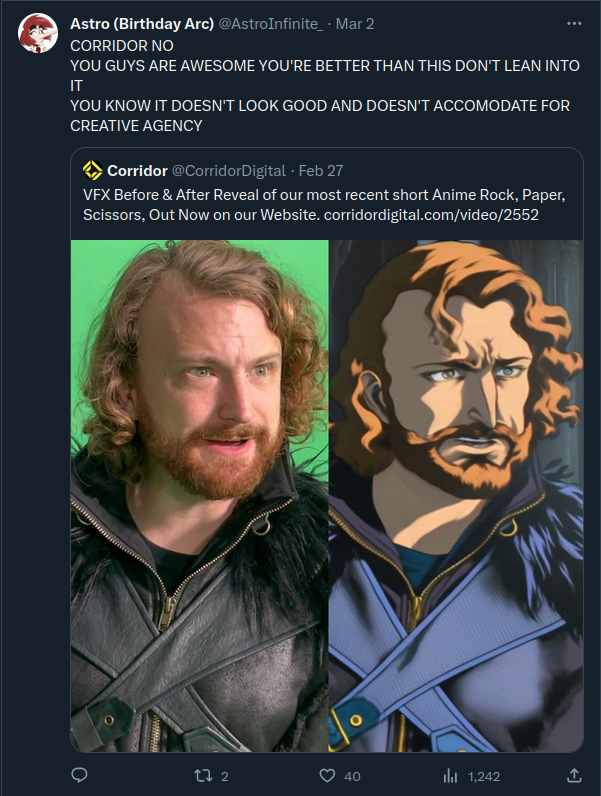 Astro (Birthday Arc) @AstroInfinite_ · Mar 2
CORRIDOR NO
YOU GUYS ARE AWESOME YOU'RE BETTER THAN THIS DON'T LEAN INTO
IT
YOU KNOW IT DOESN'T LOOK GOOD AND DOESN'T ACCOMODATE FOR
CREATIVE AGENCY
Corridor @CorridorDigital · Feb 27
VFX Before & After Reveal of our most recent short Anime Rock, Paper,
Scissors, Out Now on our Website. corridordigital.com/video/2552
2 40 1,242